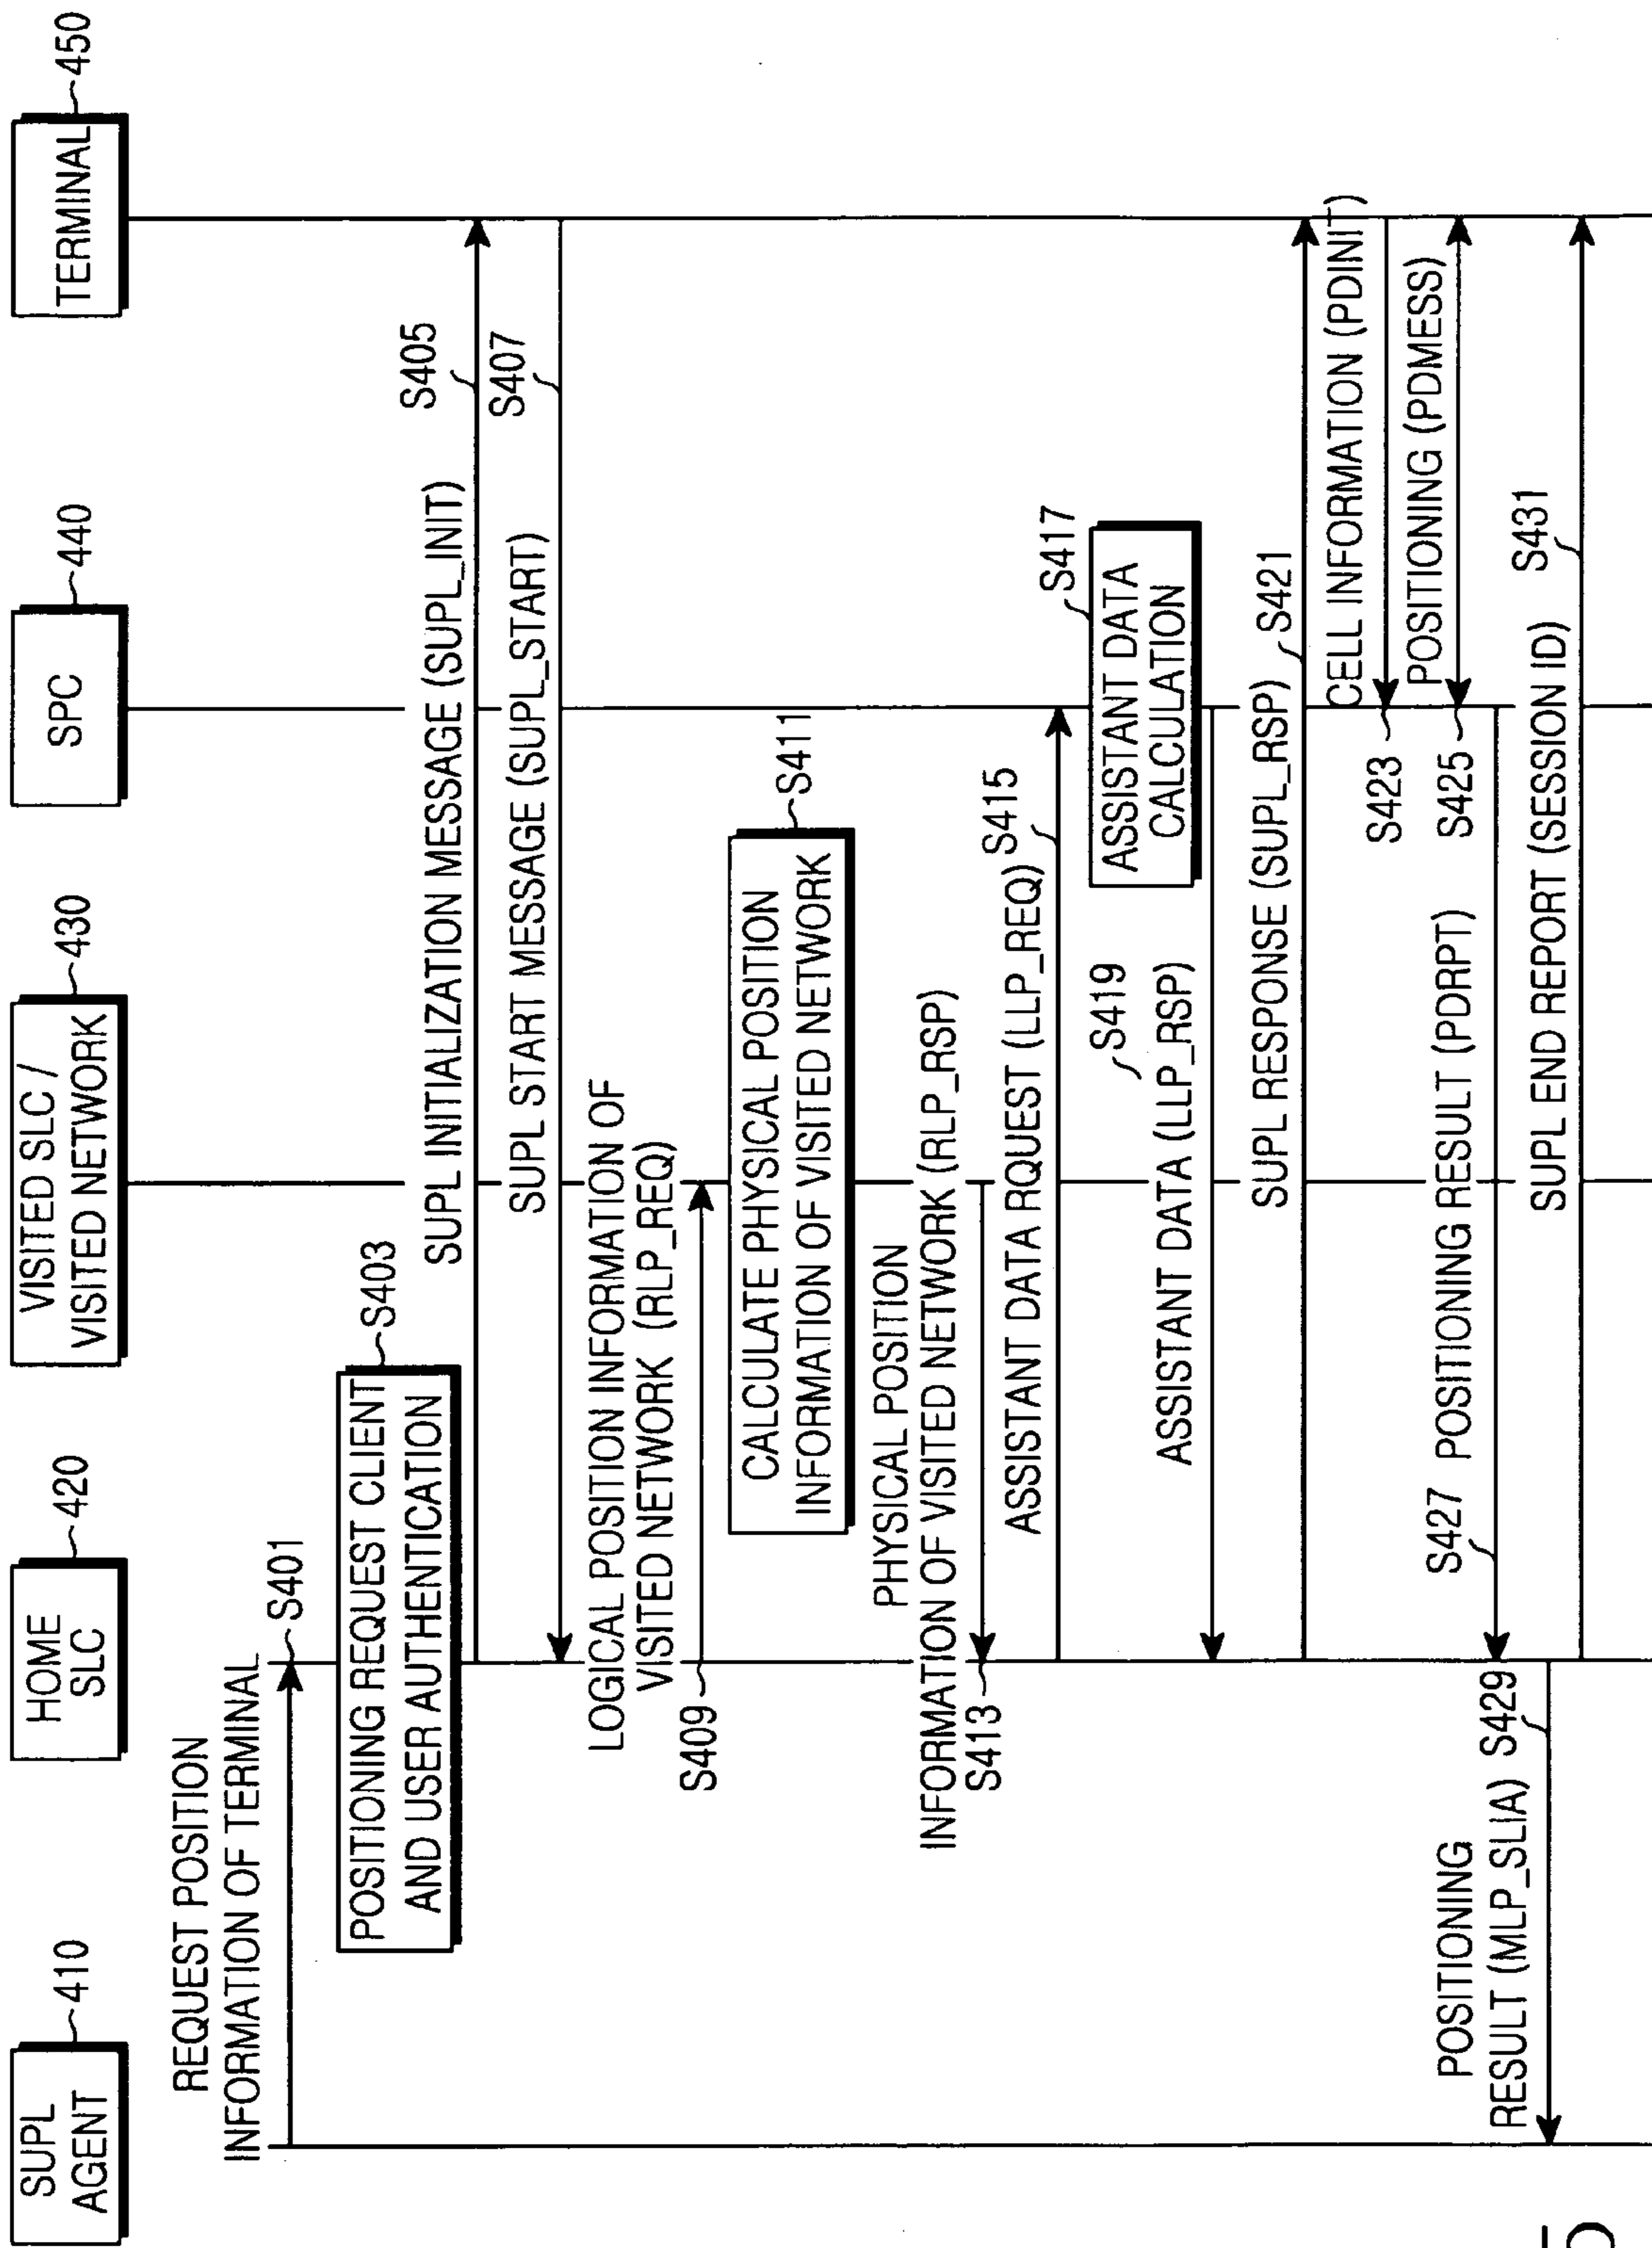 SUPL
AGENT
410
HOME
SLC
420
VISITED SLC /
VISITED NETWORK
430
SPC
440
TERMINAL
450
REQUEST POSITION
INFORMATION OF TERMINAL
S401
POSITIONING REQUEST CLIENT
AND USER AUTHENTICATION
S403
SUPL INITIALIZATION MESSAGE (SUPL_INIT)
S405
SUPL START MESSAGE (SUPL_START)
S407
LOGICAL POSITION INFORMATION OF
VISITED NETWORK (RLP_REQ)
S409
CALCULATE PHYSICAL POSITION
INFORMATION OF VISITED NETWORK
S411
PHYSICAL POSITION
INFORMATION OF VISITED NETWORK (RLP_RSP)
S413
ASSISTANT DATA RQUEST (LLP_REQ)
S415
ASSISTANT DATA
CALCULATION
S417
S419
ASSISTANT DATA (LLP_RSP)
SUPL RESPONSE (SUPL_RSP)
S421
CELL INFORMATION (PDINIT)
S423
POSITIONING (PDMESS)
S425
S427
POSITIONING RESULT (PDRPT)
POSITIONING
RESULT (MLP_SLIA)
S429
SUPL END REPORT (SESSION ID)
S431
5